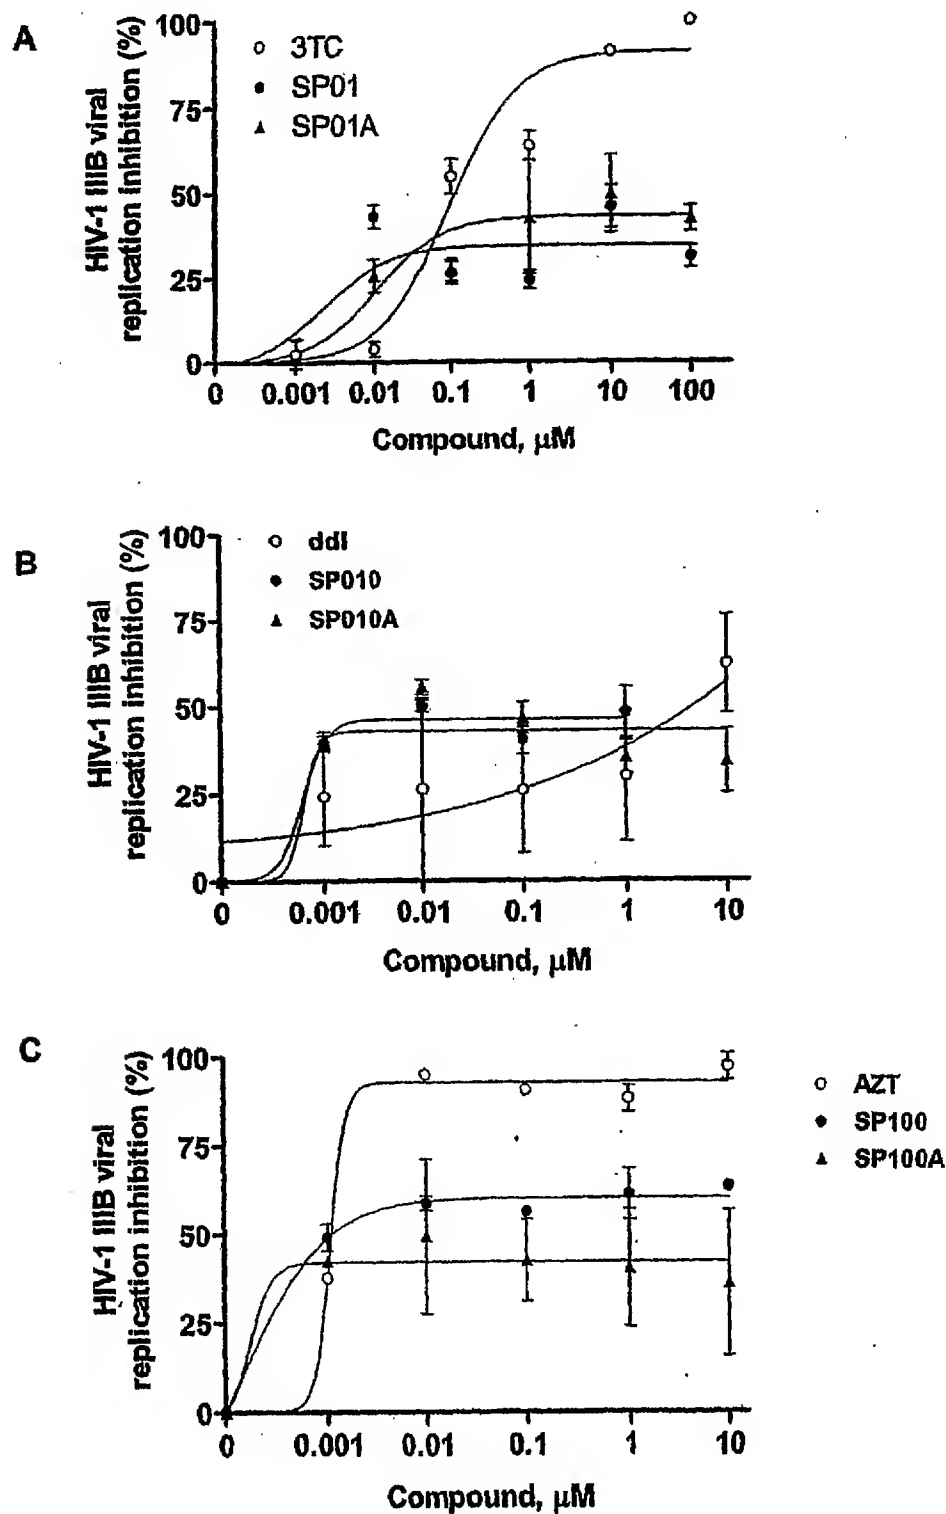 A
HIV-1 IIIB viral
replication inhibition (%)
100
75
50
25
0
3TC
SP01
SP01A
0 0.001 0.01 0.1 1 10 100
Compound, μM
B
HIV-1 IIIB viral
replication inhibition (%)
100
75
50
25
0
ddI
SP010
SP010A
0 0.001 0.01 0.1 1 10
Compound, μM
C
HIV-1 IIIB viral
replication inhibition (%)
100
75
50
25
0
AZT
SP100
SP100A
0 0.001 0.01 0.1 1 10
Compound, μM